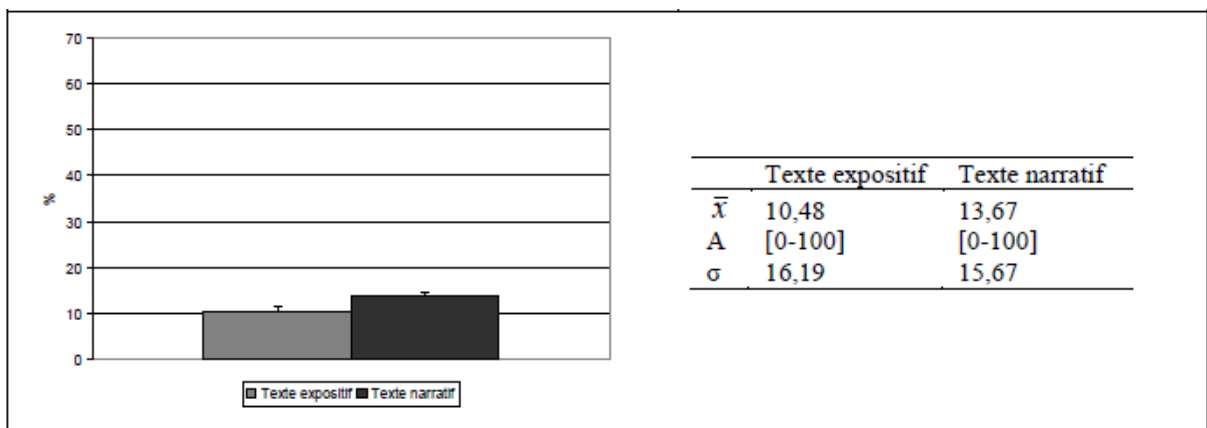 70
60
50
40
30
20
10
0
%
Texte expositif Texte narratif
Texte expositif Texte narratif
x̄ 10,48 13,67
A [0-100] [0-100]
σ 16,19 15,67